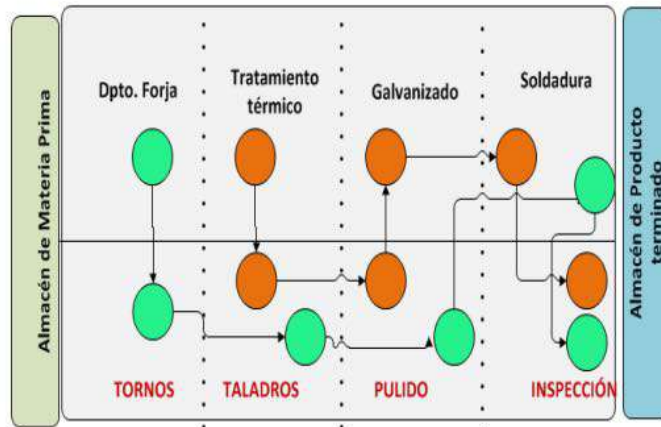 Almacén de Materia Prima
Dpto. Forja
Tratamiento
térmico
Galvanizado
Soldadura
TORNOS
TALADROS
PULIDO
INSPECCIÓN
Almacén de Producto
terminado